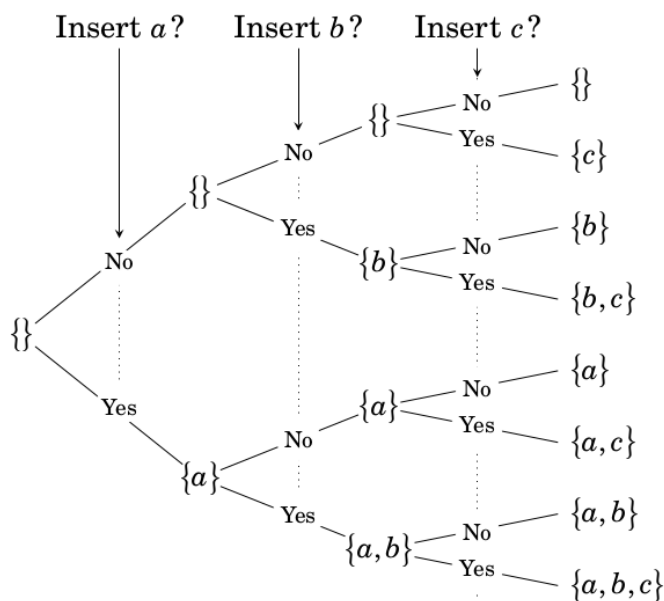 Insert a? Insert b? Insert c?
{}
No
{}
No
{}
Yes
{c}
{}
Yes
No
{b}
No
{b}
Yes
{b, c}
{}
No
{a}
Yes
No
{a}
Yes
{a, c}
{a}
Yes
No
{a, b}
{a, b}
Yes
{a, b, c}